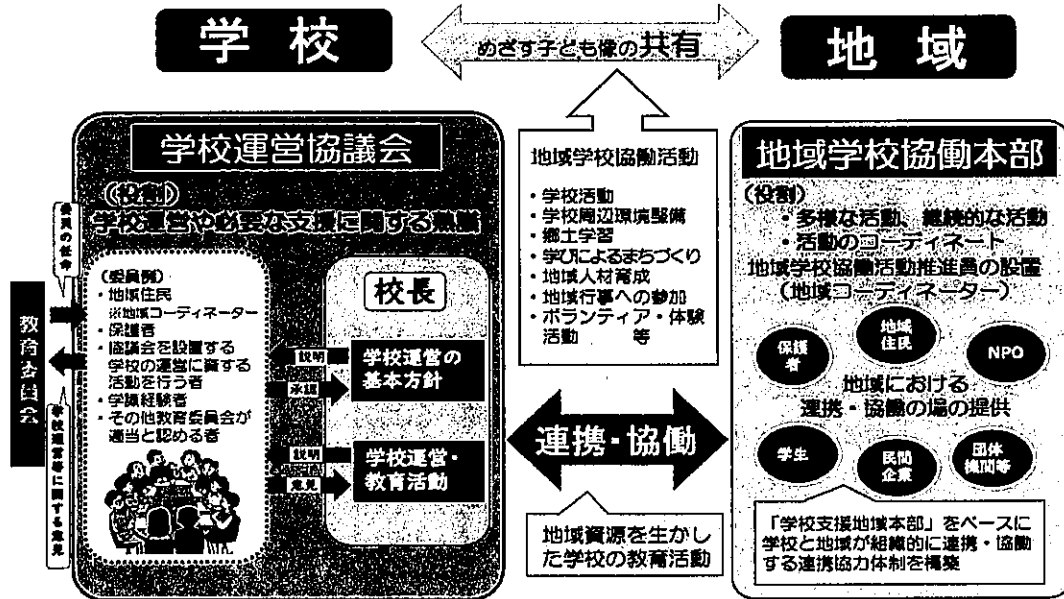 学校
めざす子ども像の共有
地域
学校運営協議会
(役割)
学校運営や必要な支援に関する熟議
委員の任命
教育委員会
学校運営等に関する意見
(委員例)
・地域住民
※地域コーディネーター
・保護者
・協議会を設置する
学校の運営に資する
活動を行う者
・学識経験者
・その他教育委員会が
適当と認める者
校長
説明
承認
学校運営の
基本方針
説明
意見
学校運営・
教育活動
地域学校協働活動
・学校活動
・学校周辺環境整備
・郷土学習
・学びによるまちづくり
・地域人材育成
・地域行事への参加
・ボランティア・体験
活動 等
連携・協働
地域資源を生かし
た学校の教育活動
地域学校協働本部
(役割)
・多様な活動、継続的な活動
・活動のコーディネート
地域学校協働活動推進員の設置
(地域コーディネーター)
保護
者
地域
住民
NPO
地域における
連携・協働の場の提供
学生
民間
企業
団体
機関等
「学校支援地域本部」をベースに
学校と地域が組織的に連携・協働
する連携協力体制を構築